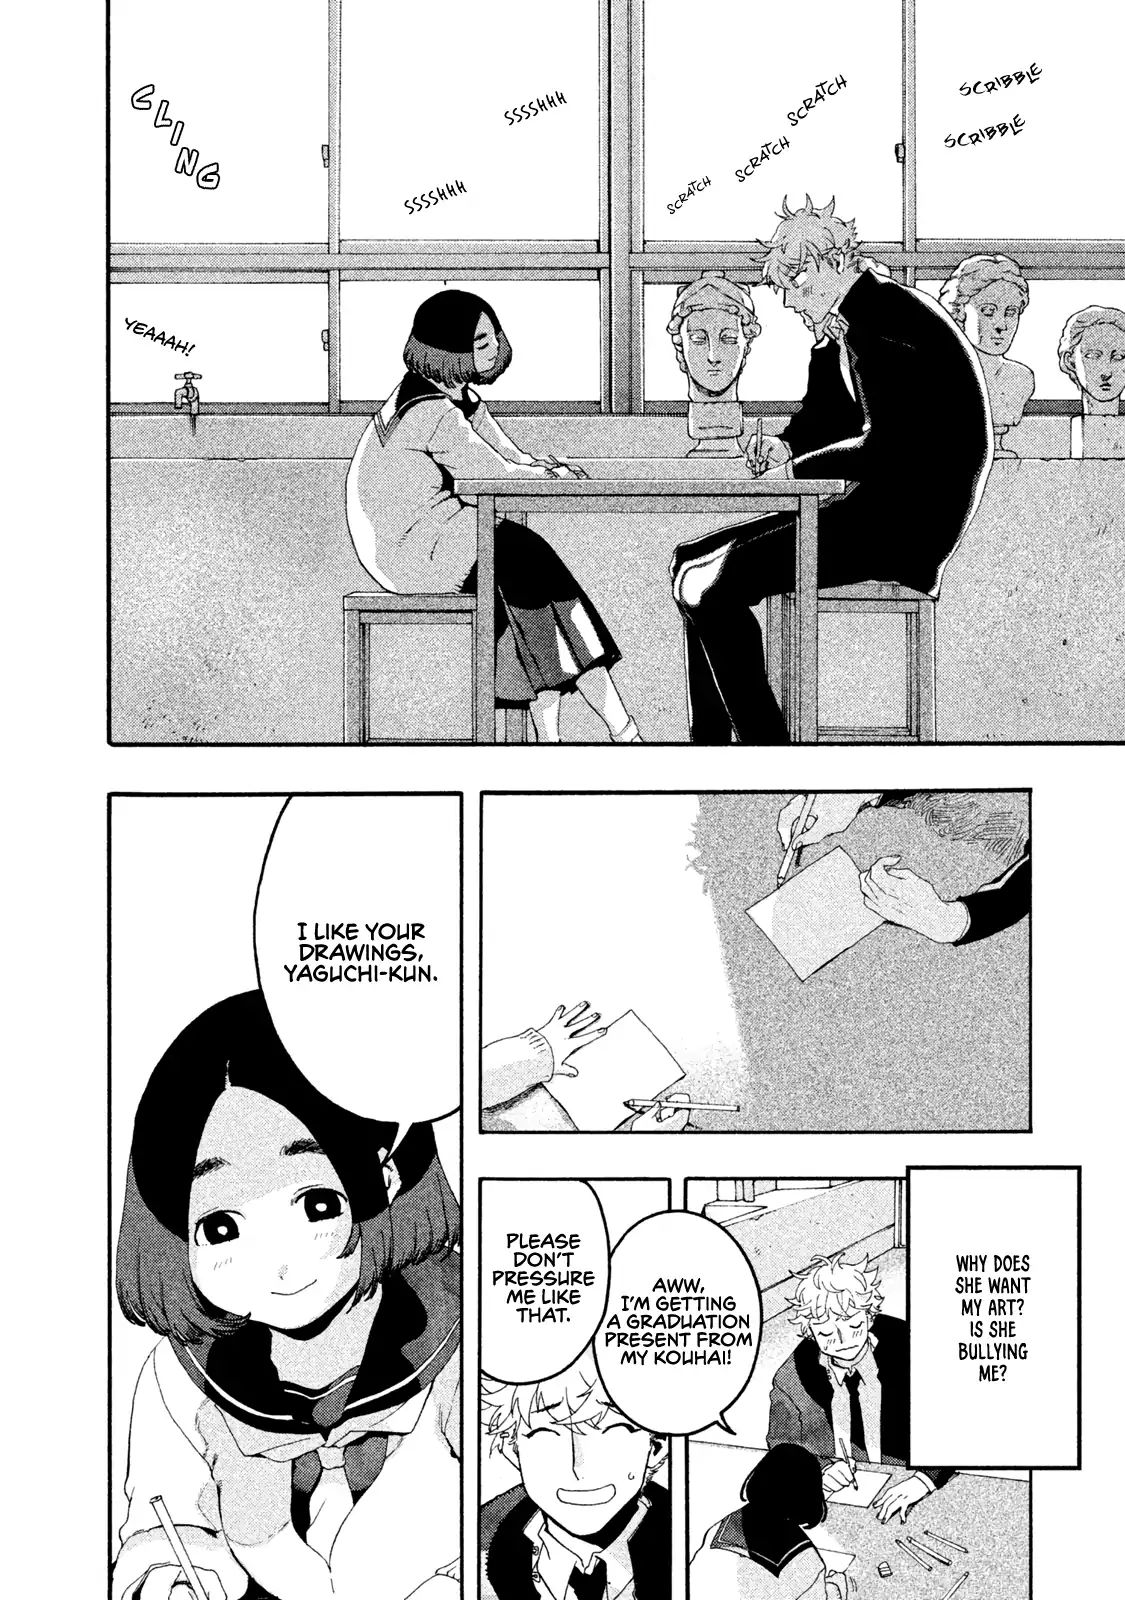 SCRIBBLE
SCRIBBLE
SCRATCH
SCRATCH
SCRATCH
SSSSHHH
SSSSHHH
CLING
YEAAAH!
WHY DOES
SHE WANT
MY ART?
IS SHE
BULLYING
ME?
AWW,
I'M GETTING
A GRADUATION
PRESENT FROM
MY KOUHAI!
PLEASE
DON'T
PRESSURE
ME LIKE
THAT.
I LIKE YOUR
DRAWINGS,
YAGUCHI-KUN.